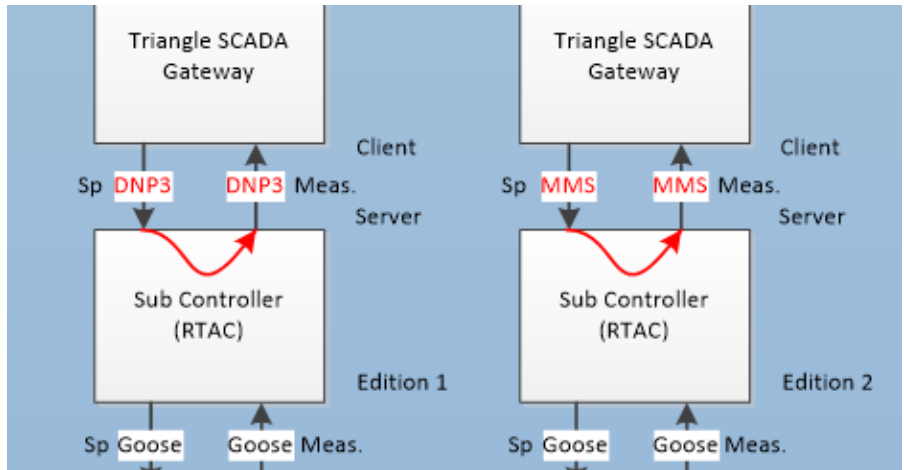 Triangle SCADA
Gateway
Client
Sp DNP3 DNP3 Meas.
Server
Sub Controller
(RTAC)
Edition 1
Sp Goose Goose Meas.
Triangle SCADA
Gateway
Client
Sp MMS MMS Meas.
Server
Sub Controller
(RTAC)
Edition 2
Sp Goose Goose Meas.